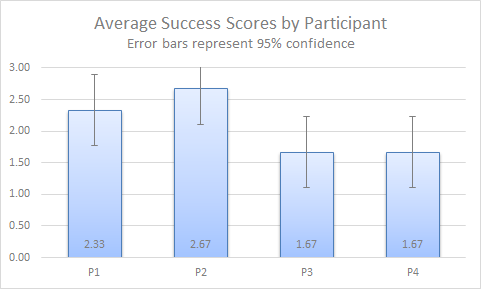 Average Success Scores by Participant
Error bars represent 95% confidence
3.00
2.50
2.00
1.50
1.00
0.50
0.00
2.33
2.67
1.67
1.67
P1
P2
P3
P4